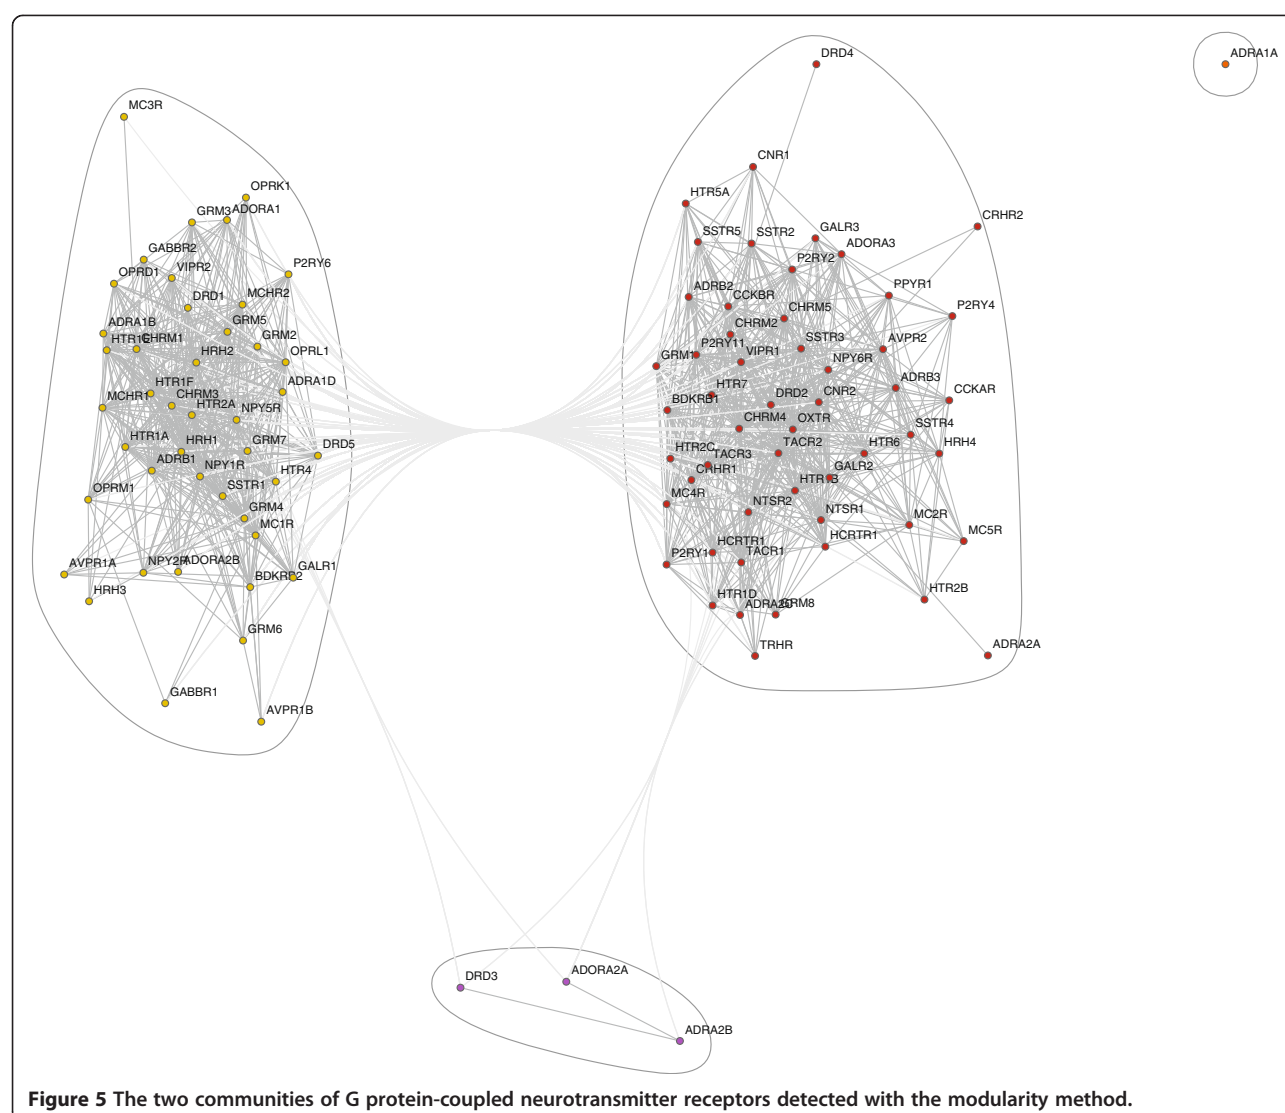 DRD4
ADRA1A
MC3R
CNR1
OPRK1
HTR5A
GRM3
ADORA1
CRHR2
SSTR5
SSTR2
GALR3
GABBR2
ADORA3
VIPR2
P2RY6
P2RY2
OPRD1
PPYR1
DRD1
MCHR2
ADRB2
CCKBR
P2RY4
CHRM5
ADRA1B
GRM5
CHRM2
HTR1E
CHRM1
GRM2
P2RY11
SSTR3
AVPR2
HRH2
OPRL1
GRM1
VIPR1
NPY6R
HTR1F
ADRA1D
HTR7
ADRB3
MCHR1
CHRM3
DRD2
CNR2
CCKAR
HTR2A
NPY5R
BDKRB1
CHRM4
OXTR
SSTR4
HTR1A
HRH1
GRM7
DRD5
HTR2C
TACR3
TACR2
HTR6
HRH4
ADRB1
NPY1R
HTR4
CRHR1
GALR2
HTR1B
OPRM1
SSTR1
MC4R
NTSR2
GRM4
NTSR1
MC2R
MC1R
HCRTR1
MC5R
AVPR1A
NPY2R
ADORA2B
GALR1
P2RY1
HCRTR1
TACR1
HRH3
BDKRB2
HTR2B
HTR1D
ADRA2C
GRM8
GRM6
TRHR
ADRA2A
GABBR1
AVPR1B
DRD3
ADORA2A
ADRA2B
Figure 5 The two communities of G protein-coupled neurotransmitter receptors detected with the modularity method.